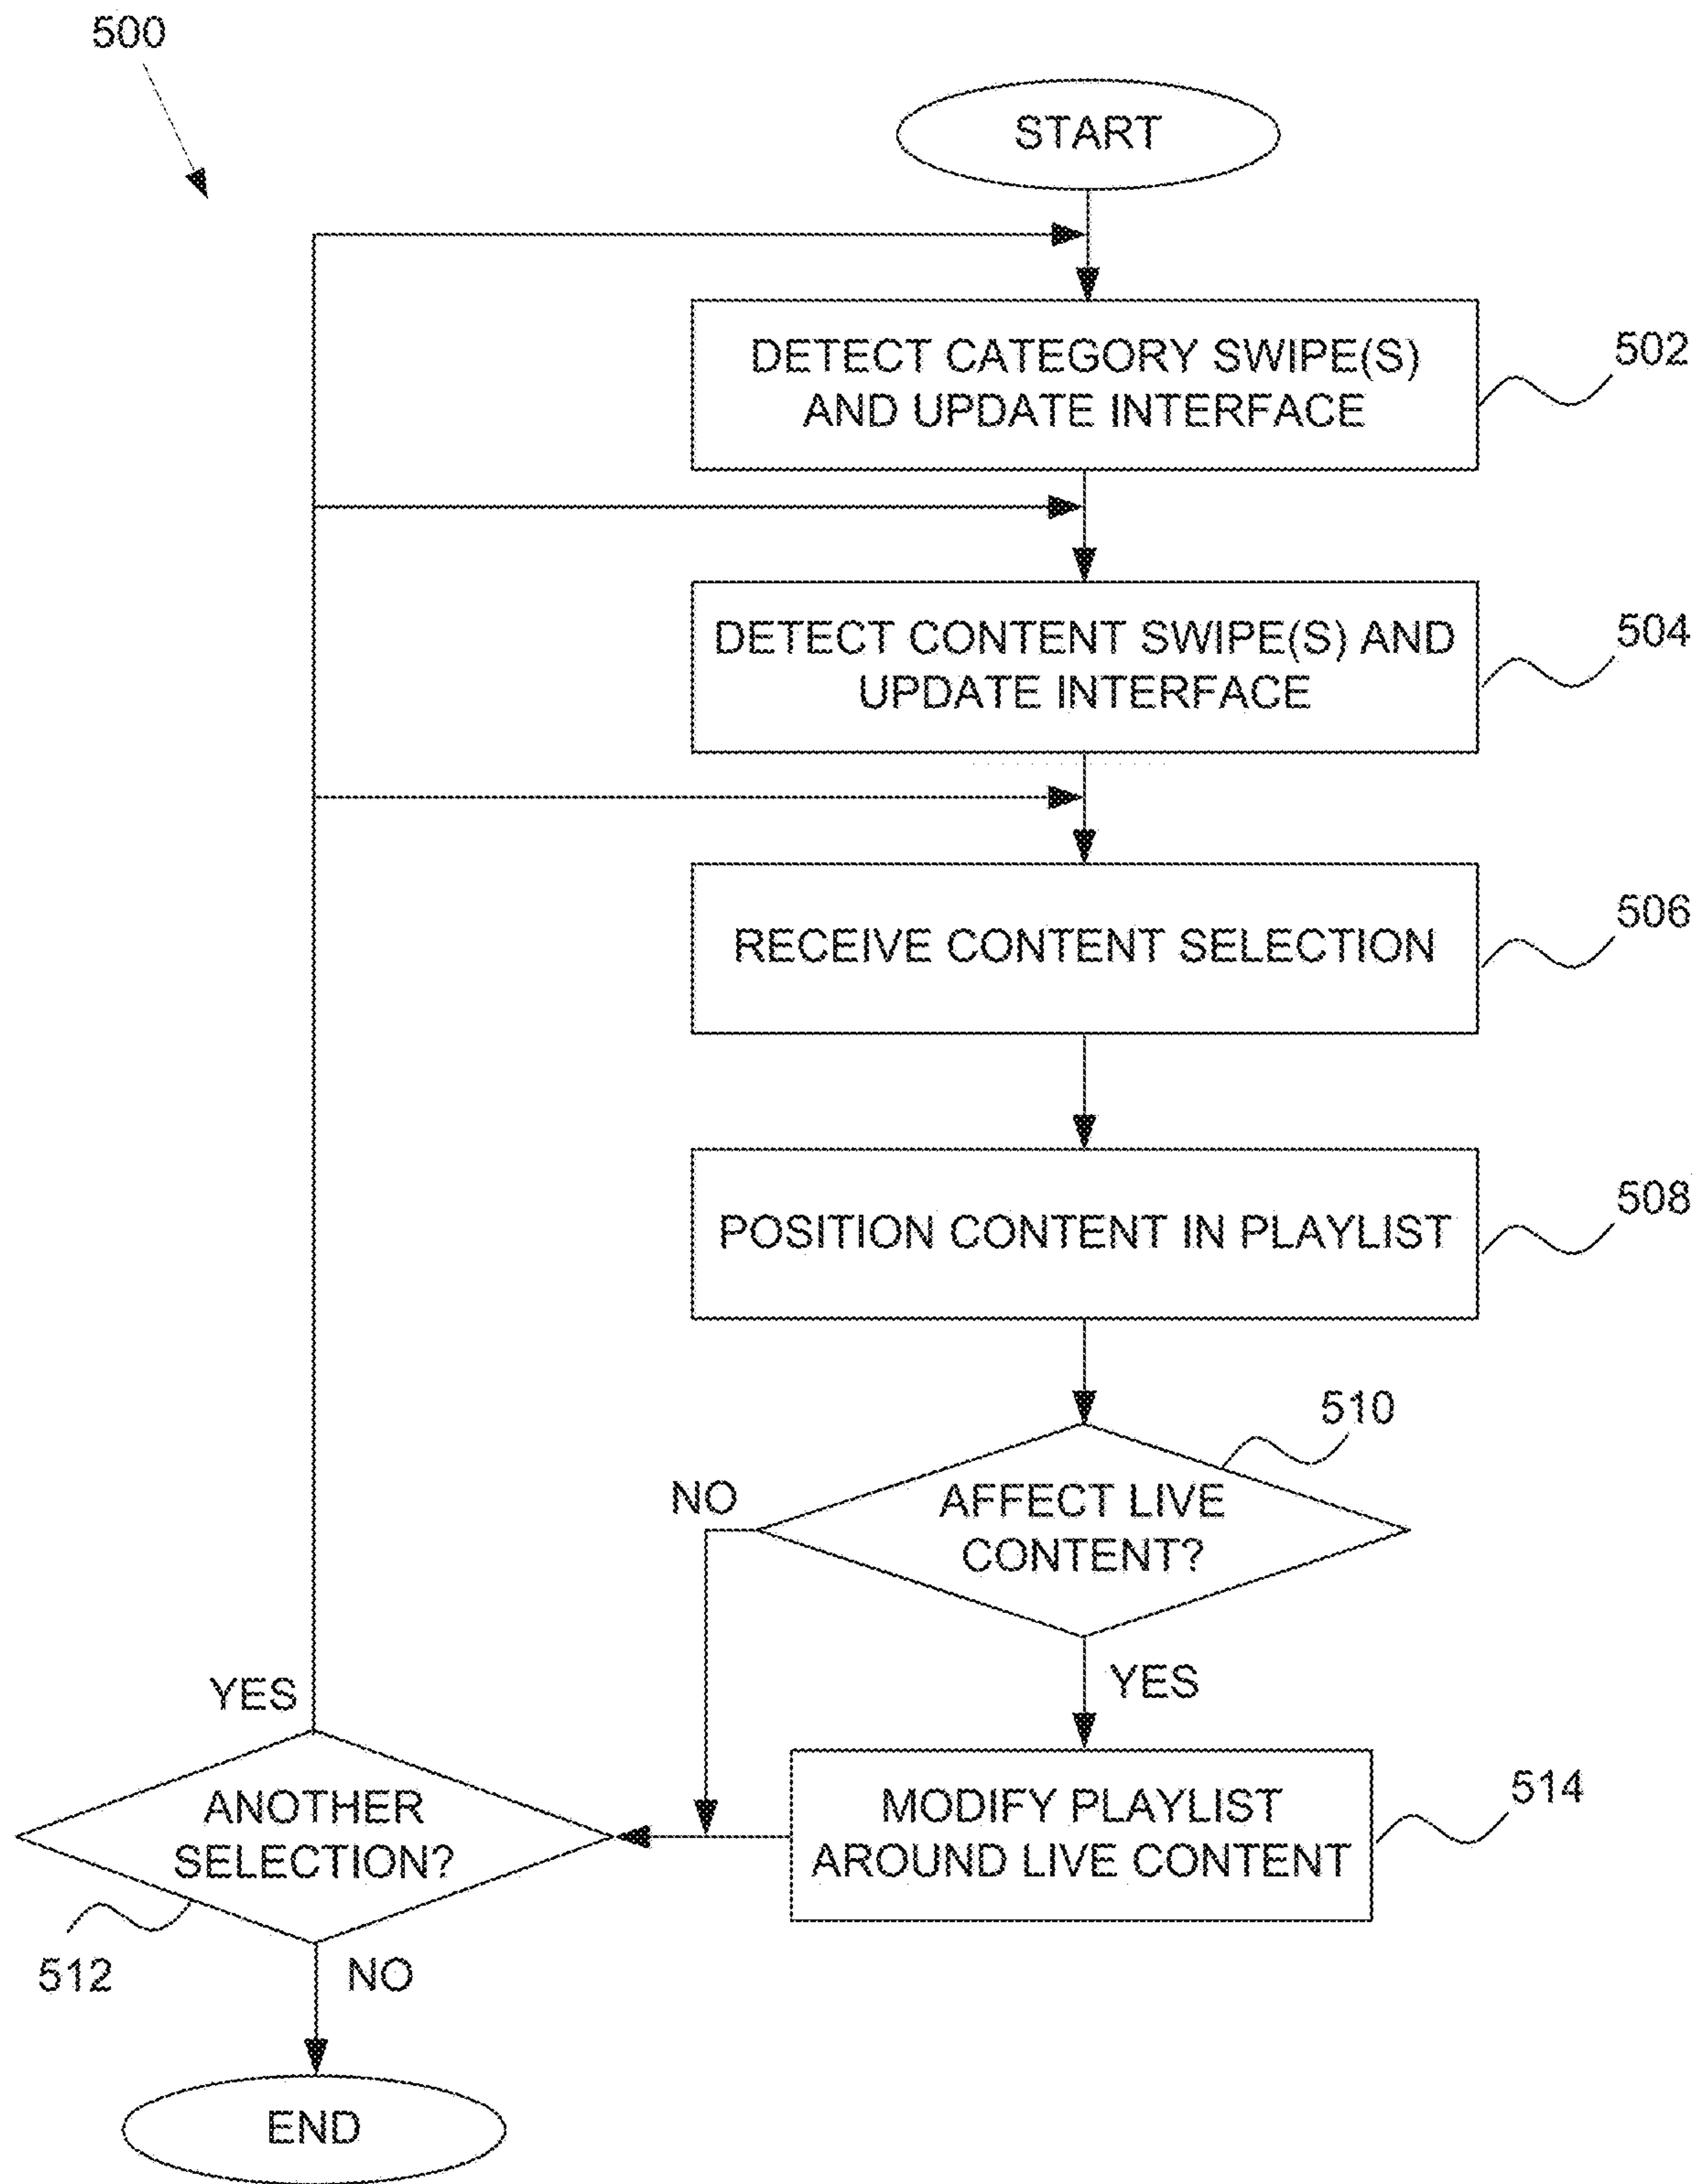 500
START
DETECT CATEGORY SWIPE(S)
AND UPDATE INTERFACE
502
DETECT CONTENT SWIPE(S) AND
UPDATE INTERFACE
504
RECEIVE CONTENT SELECTION
506
POSITION CONTENT IN PLAYLIST
508
510
AFFECT LIVE
CONTENT?
NO
YES
YES
MODIFY PLAYLIST
AROUND LIVE CONTENT
514
ANOTHER
SELECTION?
512
NO
END